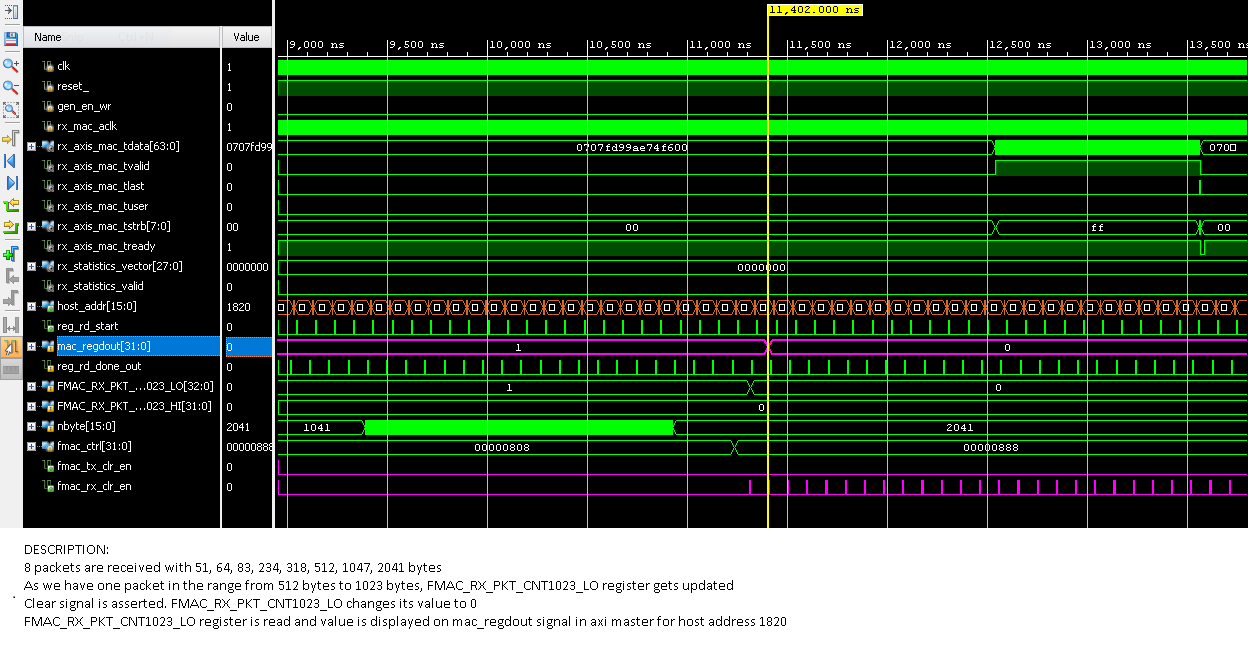 11,402.000 ns
Name Value
9,000 ns 9,500 ns 10,000 ns 10,500 ns 11,000 ns 11,500 ns 12,000 ns 12,500 ns 13,000 ns 13,500 ns
clk 1
reset_ 1
gen_en_wr 0
rx_mac_aclk 1
rx_axis_mac_tdata[63:0] 0707fd99 0707fd99ae74f600 070
rx_axis_mac_tvalid 0
rx_axis_mac_tlast 0
rx_axis_mac_tuser 0
rx_axis_mac_tstrb[7:0] 00 00 ff 00
rx_axis_mac_tready 1
rx_statistics_vector[27:0] 0000000 0000000
rx_statistics_valid 0
host_addr[15:0] 1820
reg_rd_start 0
mac_regdout[31:0] 0 1 0
reg_rd_done_out 0
FMAC_RX_PKT_...023_LO[32:0] 0 1 0
FMAC_RX_PKT_...023_HI[31:0] 0 0
nbyte[15:0] 2041 1041 2041
fmac_ctrl[31:0] 00000888 00000808 00000888
fmac_tx_clr_en 0
fmac_rx_clr_en 0
DESCRIPTION:
8 packets are received with 51, 64, 83, 234, 318, 512, 1047, 2041 bytes
As we have one packet in the range from 512 bytes to 1023 bytes, FMAC_RX_PKT_CNT1023_LO register gets updated
Clear signal is asserted. FMAC_RX_PKT_CNT1023_LO changes its value to 0
FMAC_RX_PKT_CNT1023_LO register is read and value is displayed on mac_regdout signal in axi master for host address 1820